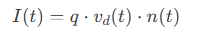 I(t) = q · v_d(t) · n(t)